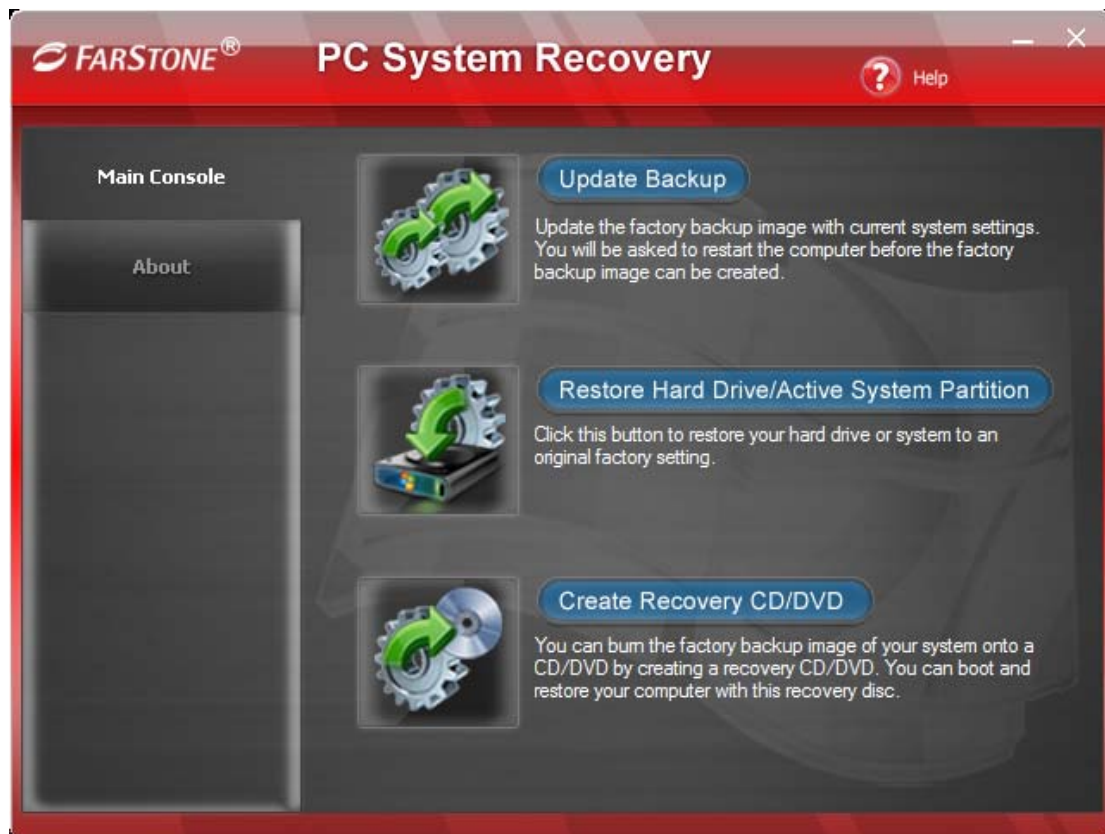 FARSTONE®
PC System Recovery
Help
Main Console
About
Update Backup
Update the factory backup image with current system settings.
You will be asked to restart the computer before the factory
backup image can be created.
Restore Hard Drive/Active System Partition
Click this button to restore your hard drive or system to an
original factory setting.
Create Recovery CD/DVD
You can burn the factory backup image of your system onto a
CD/DVD by creating a recovery CD/DVD. You can boot and
restore your computer with this recovery disc.